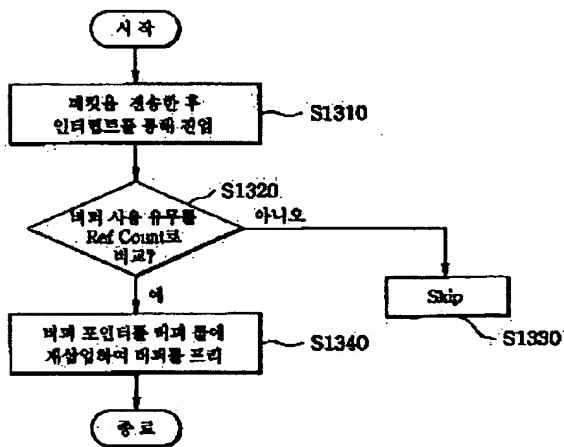 시 작
패킷을 전송한 후
인터럽트를 통해 진입
S1310
S1320
버퍼 사용 유무를
Ref Count로
비교?
아니오
예
Skip
S1330
버퍼 포인터를 버퍼 풀에
재삽입하여 버퍼를 프리
S1340
종 료